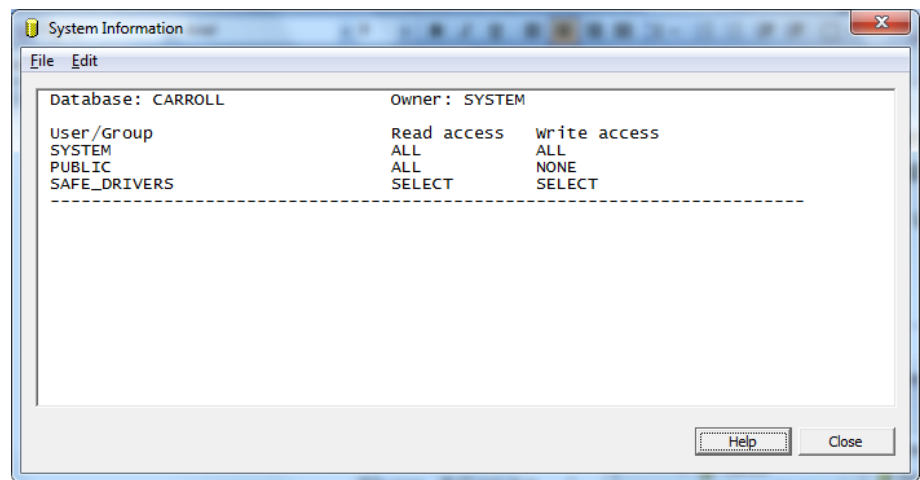 System Information
File Edit
Database: CARROLL Owner: SYSTEM
User/Group Read access Write access
SYSTEM ALL ALL
PUBLIC ALL NONE
SAFE_DRIVERS SELECT SELECT
--------------------------------------------------------------------------
Help Close